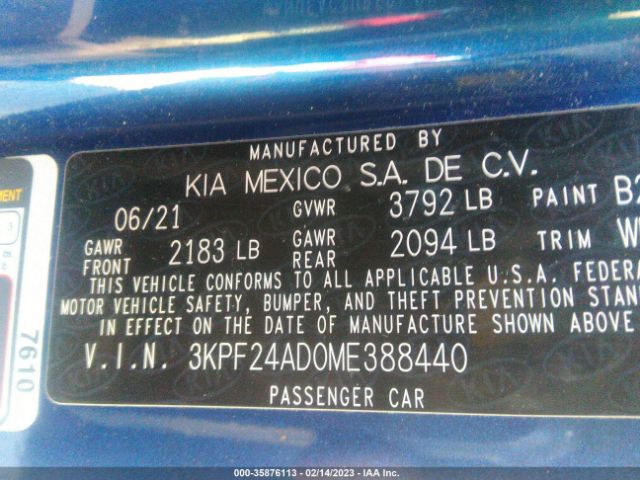 MANUFACTURED BY
KIA MEXICO S.A. DE C.V.
06/21 GVWR 3792 LB PAINT
GAWR FRONT 2183 LB GAWR REAR 2094 LB TRIM
THIS VEHICLE CONFORMS TO ALL APPLICABLE U.S.A. FEDER
MOTOR VEHICLE SAFETY, BUMPER, AND THEFT PREVENTION STAN
IN EFFECT ON THE DATE OF MANUFACTURE SHOWN ABOVE
V.I.N. 3KPF24AD0ME388440
PASSENGER CAR
7610
000-35876113 - 02/14/2023 - IAA Inc.